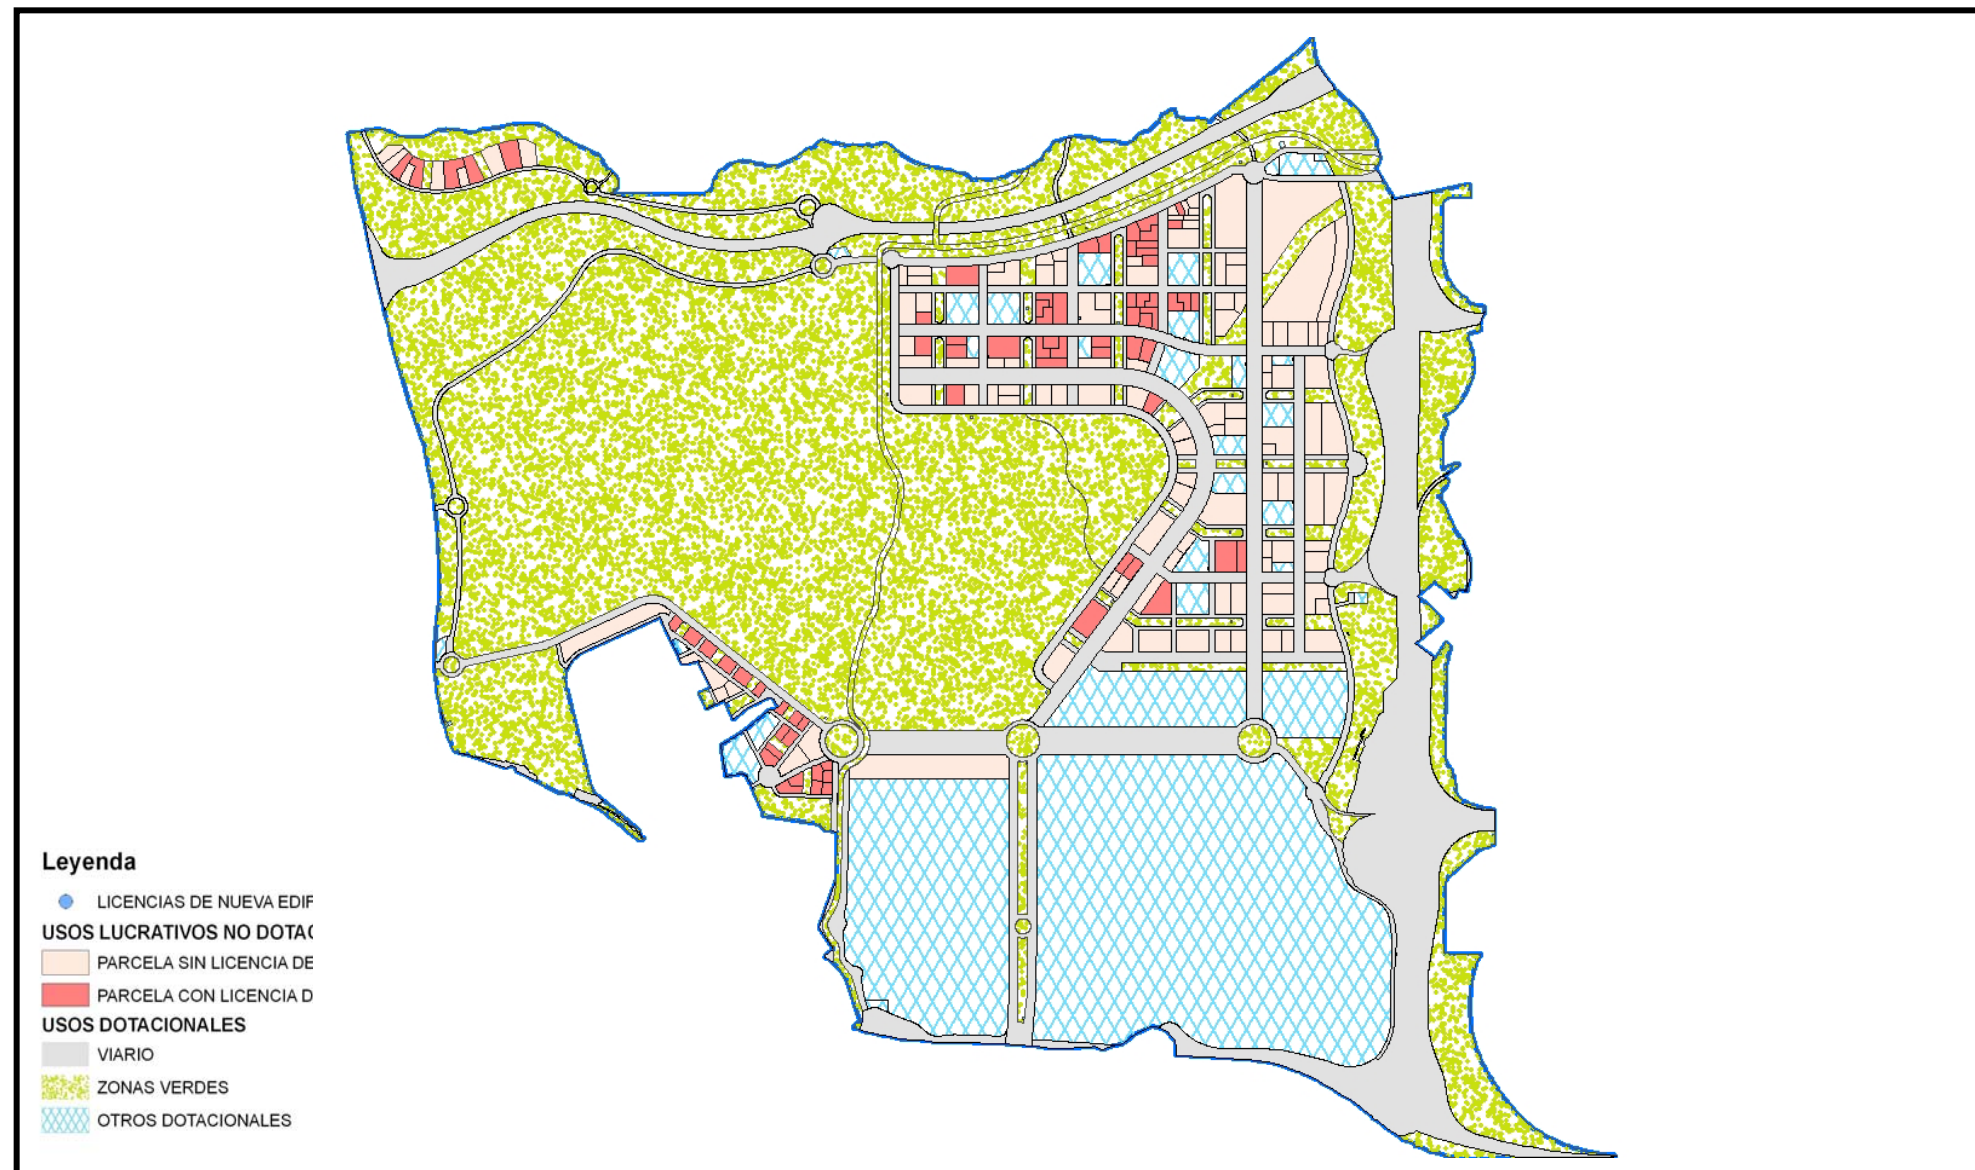 Leyenda
LICENCIAS DE NUEVA EDIF
USOS LUCRATIVOS NO DOTAC
PARCELA SIN LICENCIA DE
PARCELA CON LICENCIA D
USOS DOTACIONALES
VIARIO
ZONAS VERDES
OTROS DOTACIONALES